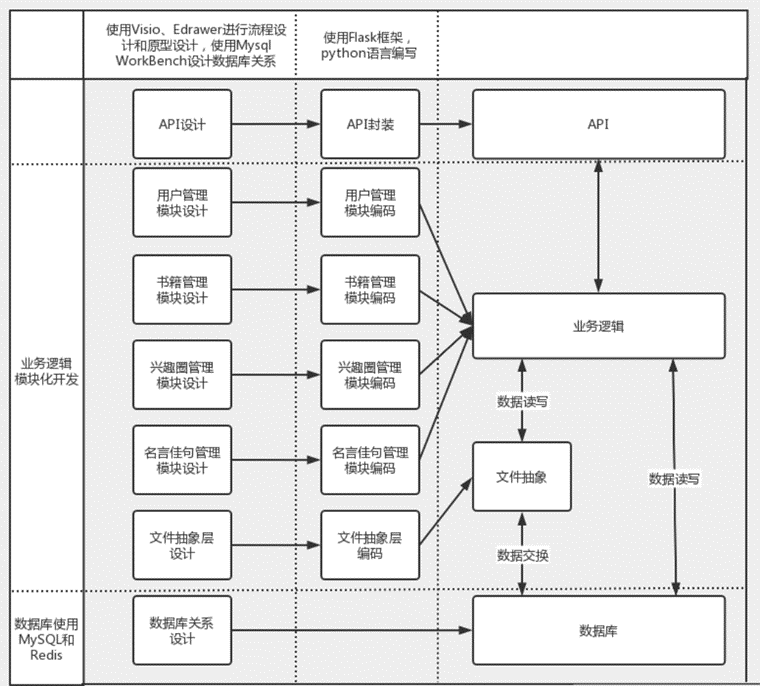 使用Visio、Edrawer进行流程设
计和原型设计，使用Mysql
WorkBench设计数据库关系
使用Flask框架，
python语言编写
API设计
API封装
API
用户管理
模块设计
用户管理
模块编码
书籍管理
模块设计
书籍管理
模块编码
业务逻辑
业务逻辑
模块化开发
兴趣圈管理
模块设计
兴趣圈管理
模块编码
数据读写
名言佳句管理
模块设计
名言佳句管理
模块编码
文件抽象
数据读写
文件抽象层
设计
文件抽象层
编码
数据交换
数据库使用
MySQL和
Redis
数据库关系
设计
数据库